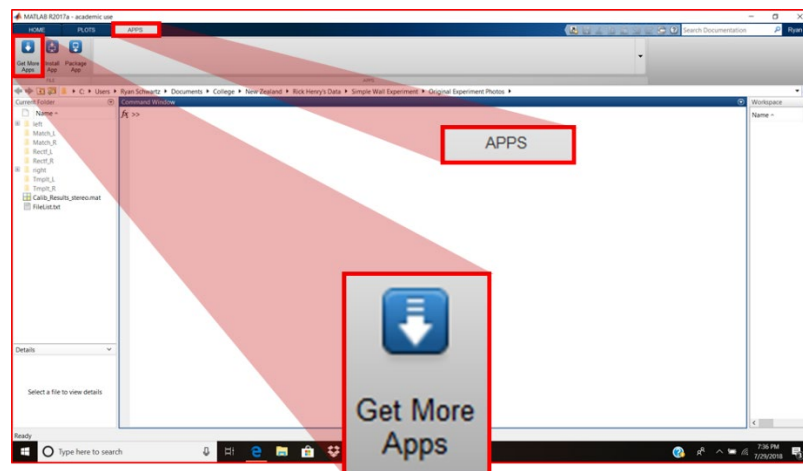 MATLAB R2017a - academic use
HOME PLOTS APPS
Search Documentation Ryan
Get More Apps
Install App
Package App
FILE
APPS
C: Users Ryan Schwartz Documents College New Zealand Rick Henry's Data Simple Wall Experiment Original Experiment Photos
Current Folder
Command Window
Workspace
Name
fx >>
Name
left
Match_L
Match_R
Rectf_L
Rectf_R
right
Tmplt_L
Tmplt_R
Calib_Results_stereo.mat
FileList.txt
APPS
Get More
Apps
Details
Select a file to view details
Ready
Type here to search
7:36 PM
7/29/2018